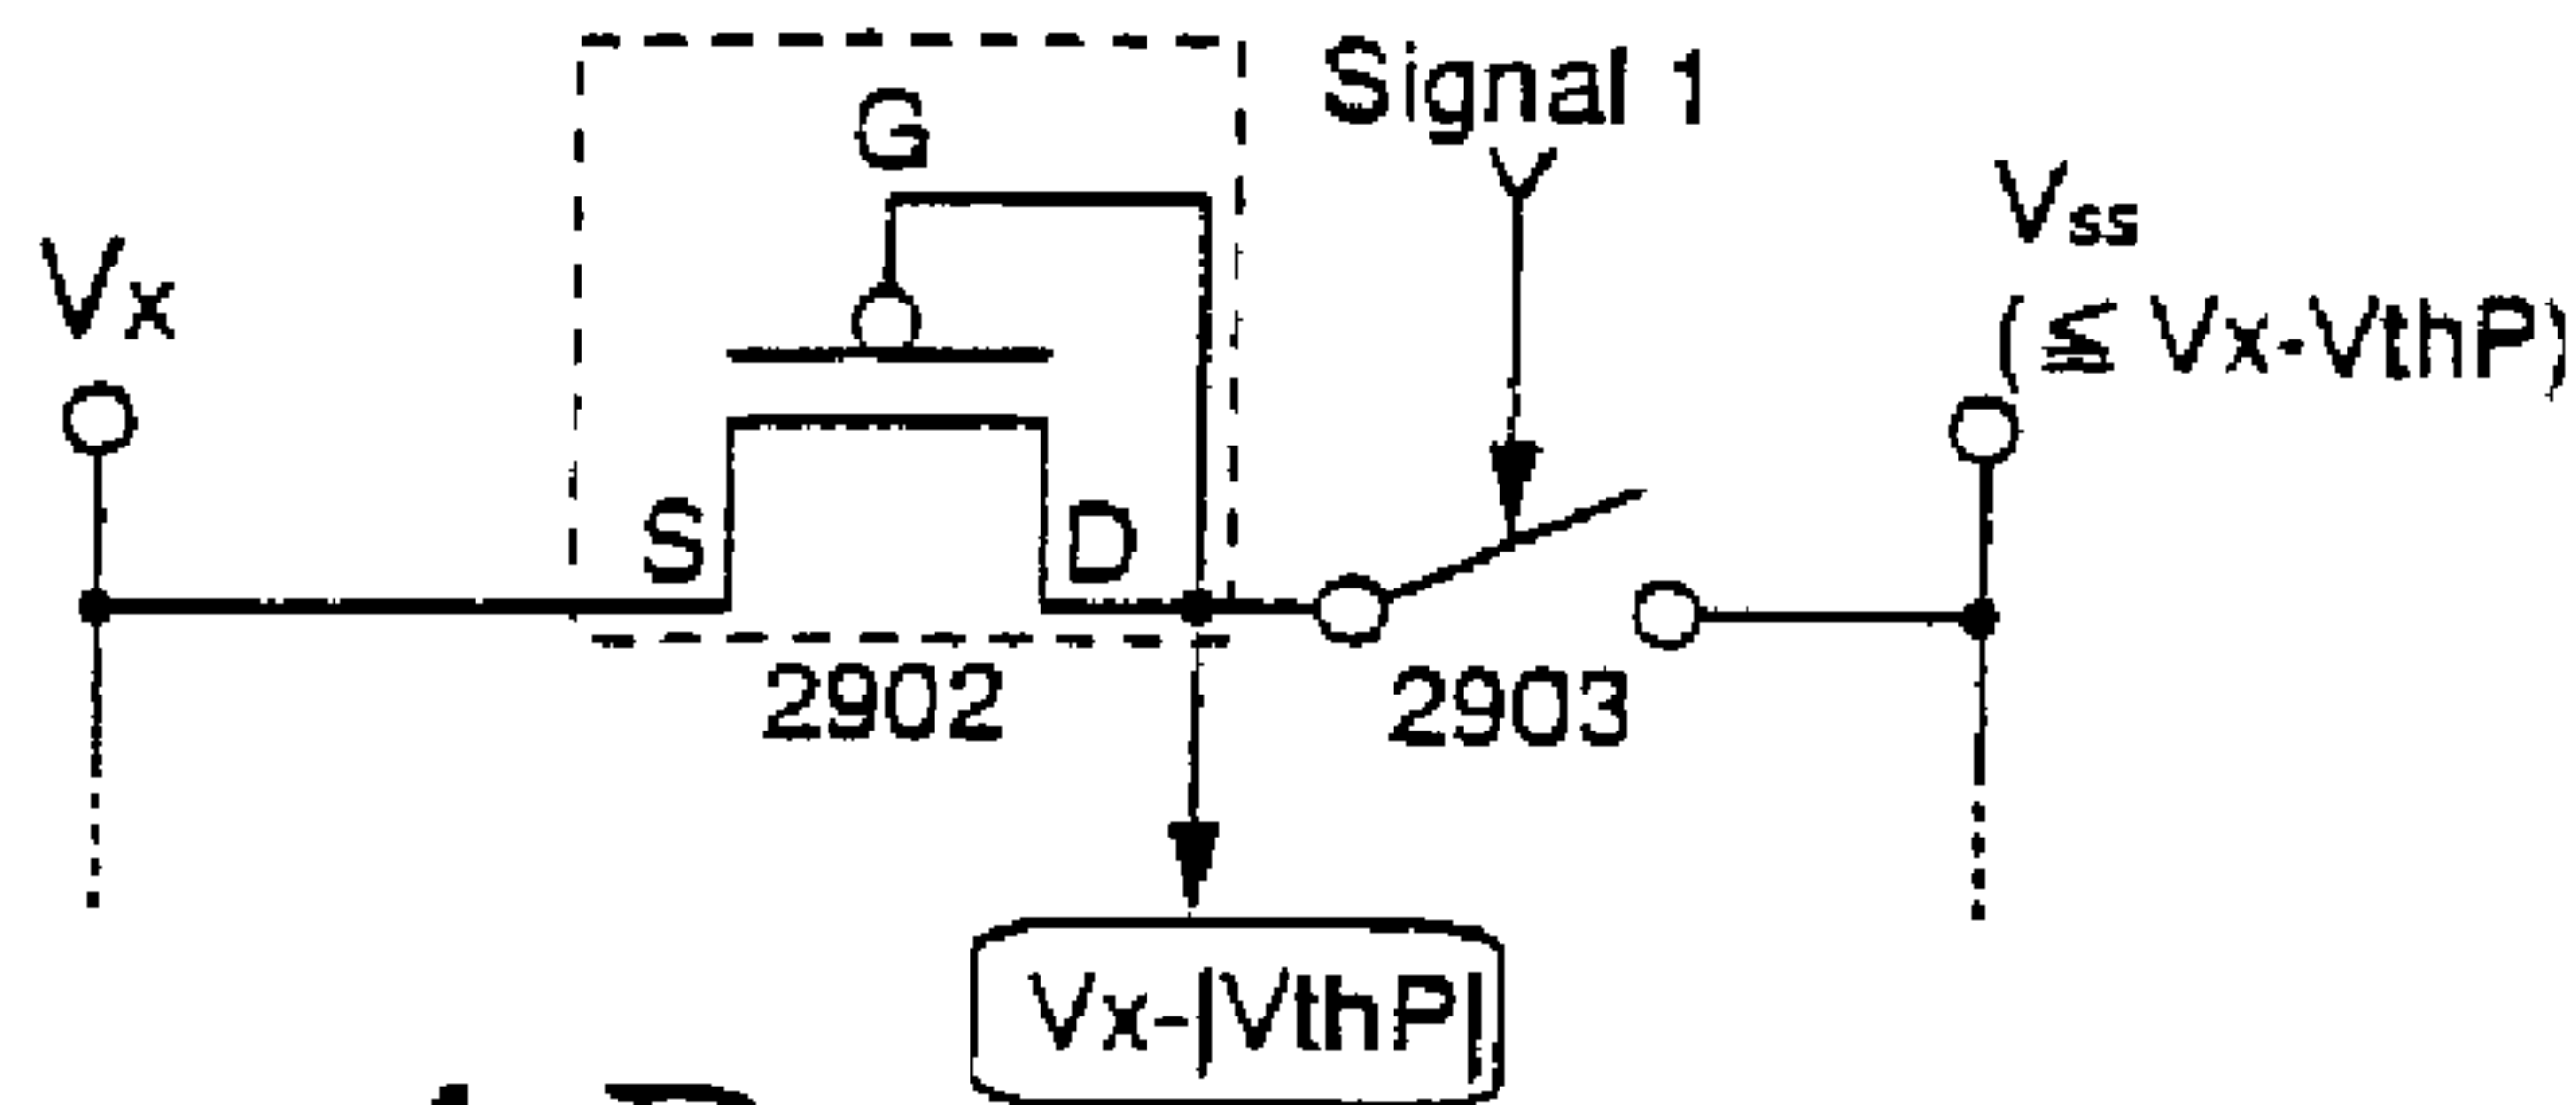 G
Signal 1
Vx
Vss
(≦ Vx-VthP)
S
D
2902
2903
Vx-|VthP|